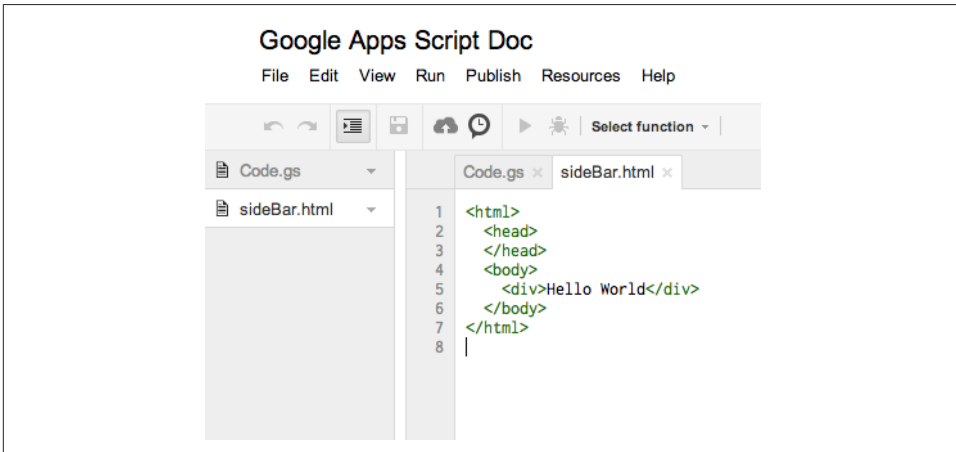 Google Apps Script Doc
File Edit View Run Publish Resources Help
Select function
Code.gs
sideBar.html
Code.gs × sideBar.html ×
1 <html>
2 <head>
3 </head>
4 <body>
5 <div>Hello World</div>
6 </body>
7 </html>
8